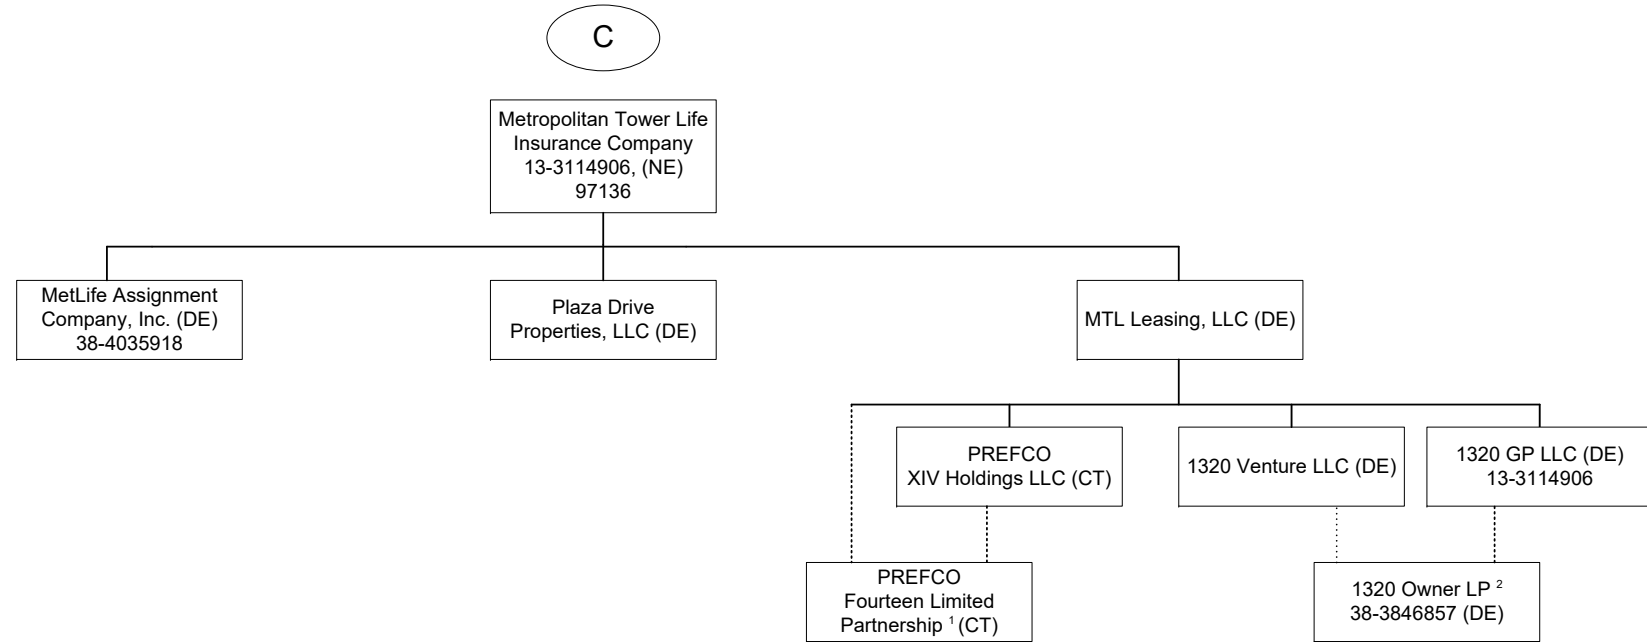 C
Metropolitan Tower Life
Insurance Company
13-3114906, (NE)
97136
MetLife Assignment
Company, Inc. (DE)
38-4035918
Plaza Drive
Properties, LLC (DE)
MTL Leasing, LLC (DE)
PREFCO
XIV Holdings LLC (CT)
1320 Venture LLC (DE)
1320 GP LLC (DE)
13-3114906
PREFCO
Fourteen Limited
Partnership ¹ (CT)
1320 Owner LP ²
38-3846857 (DE)